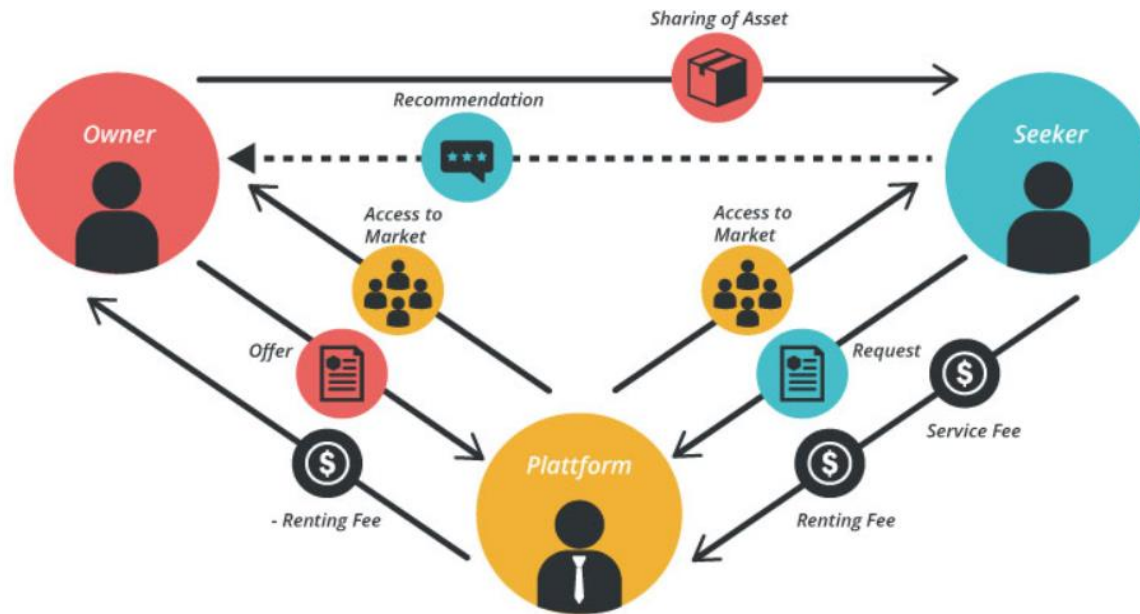 Sharing of Asset
Recommendation
Owner
Seeker
Access to
Market
Access to
Market
Offer
Request
$
Service Fee
Plattform
$
- Renting Fee
$
Renting Fee